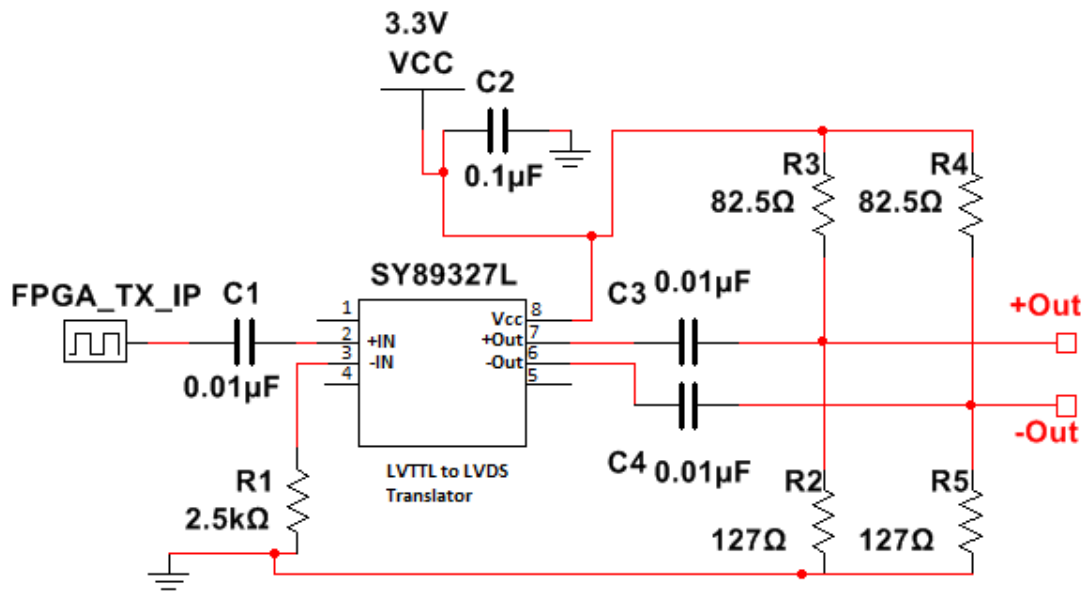 3.3V
VCC
C2
0.1µF
R3
82.5Ω
R4
82.5Ω
SY89327L
FPGA_TX_IP
C1
0.01µF
1
2
3
4
+IN
-IN
Vcc
+Out
-Out
8
7
6
5
C3
0.01µF
+Out
-Out
C4
0.01µF
LVTTL to LVDS
Translator
R1
2.5kΩ
R2
127Ω
R5
127Ω